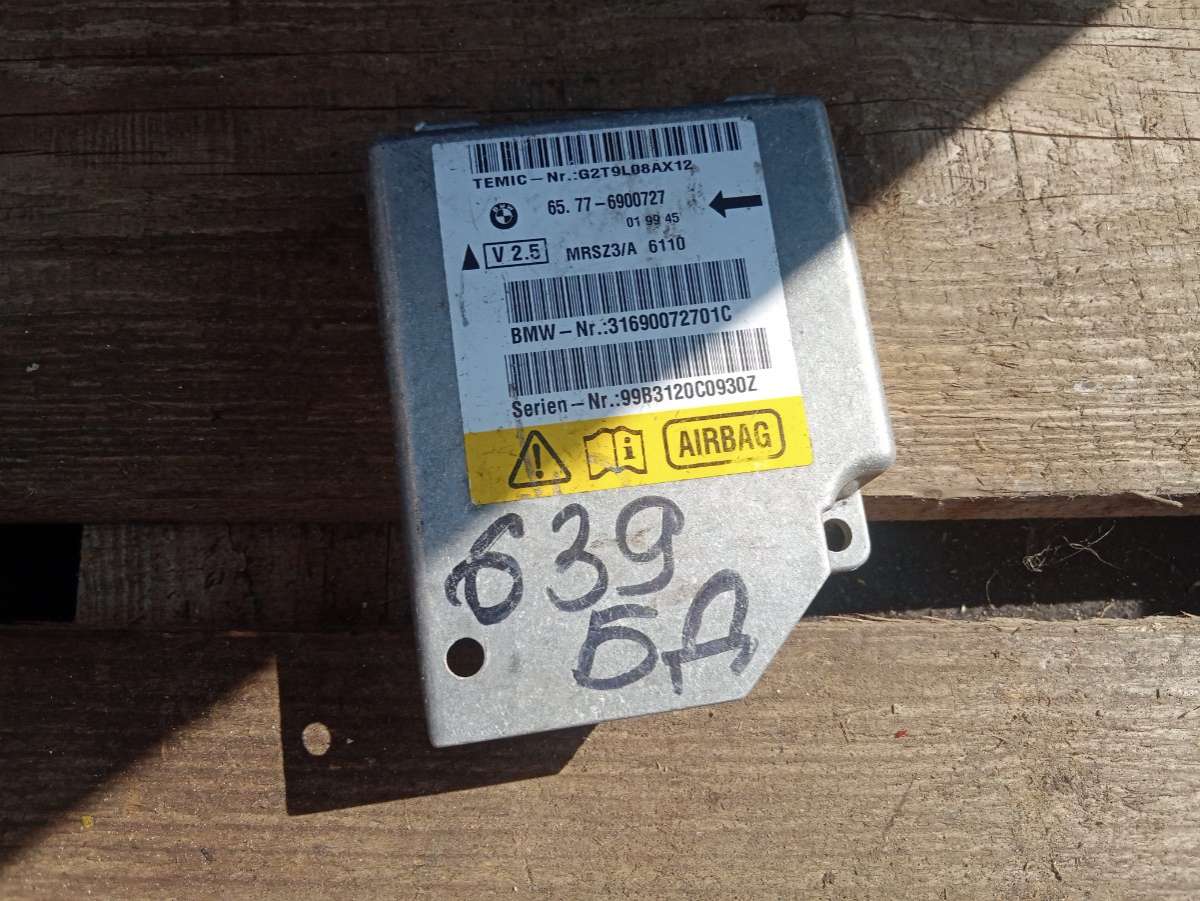 TEMIC-Nr.:G2T9L08AX12
BMW
65.77-6900727
01 99 45
V 2.5 MRSZ3/A 6110
BMW-Nr.:31690072701C
Serien-Nr.:99B3120C0930Z
! i AIRBAG
639
БД